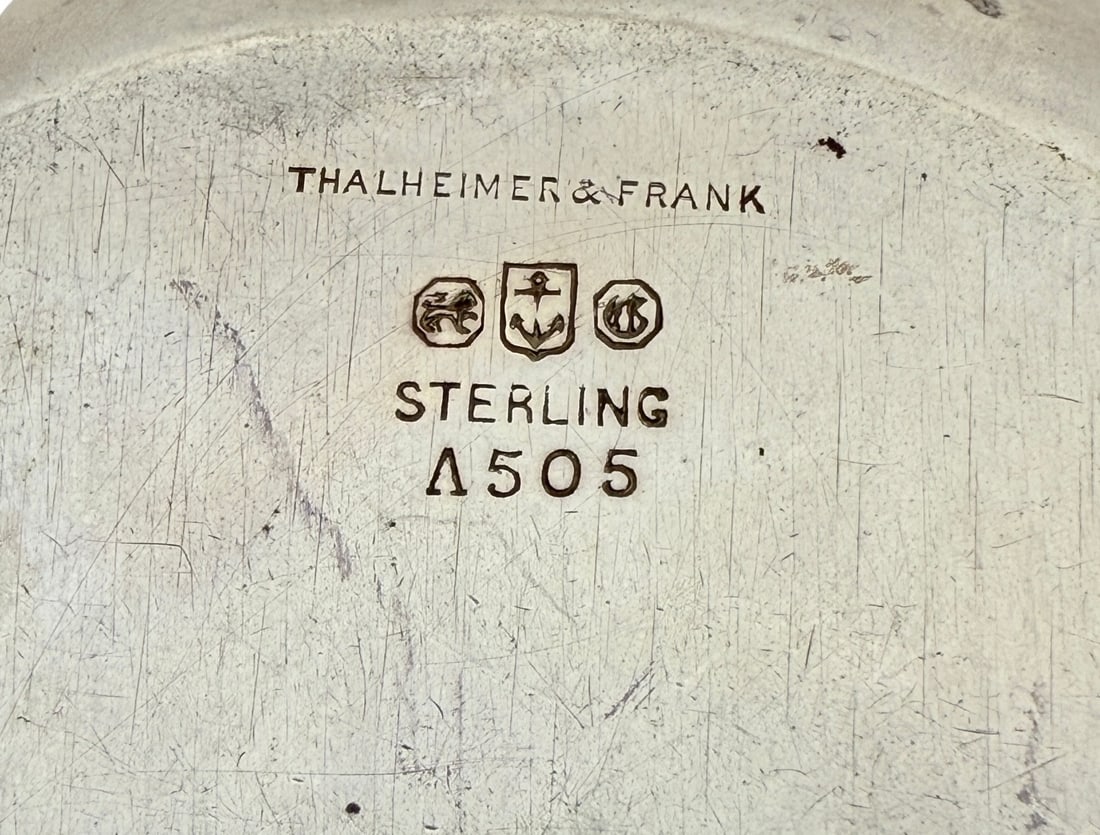 THALHEIMER & FRANK
STERLING
A505